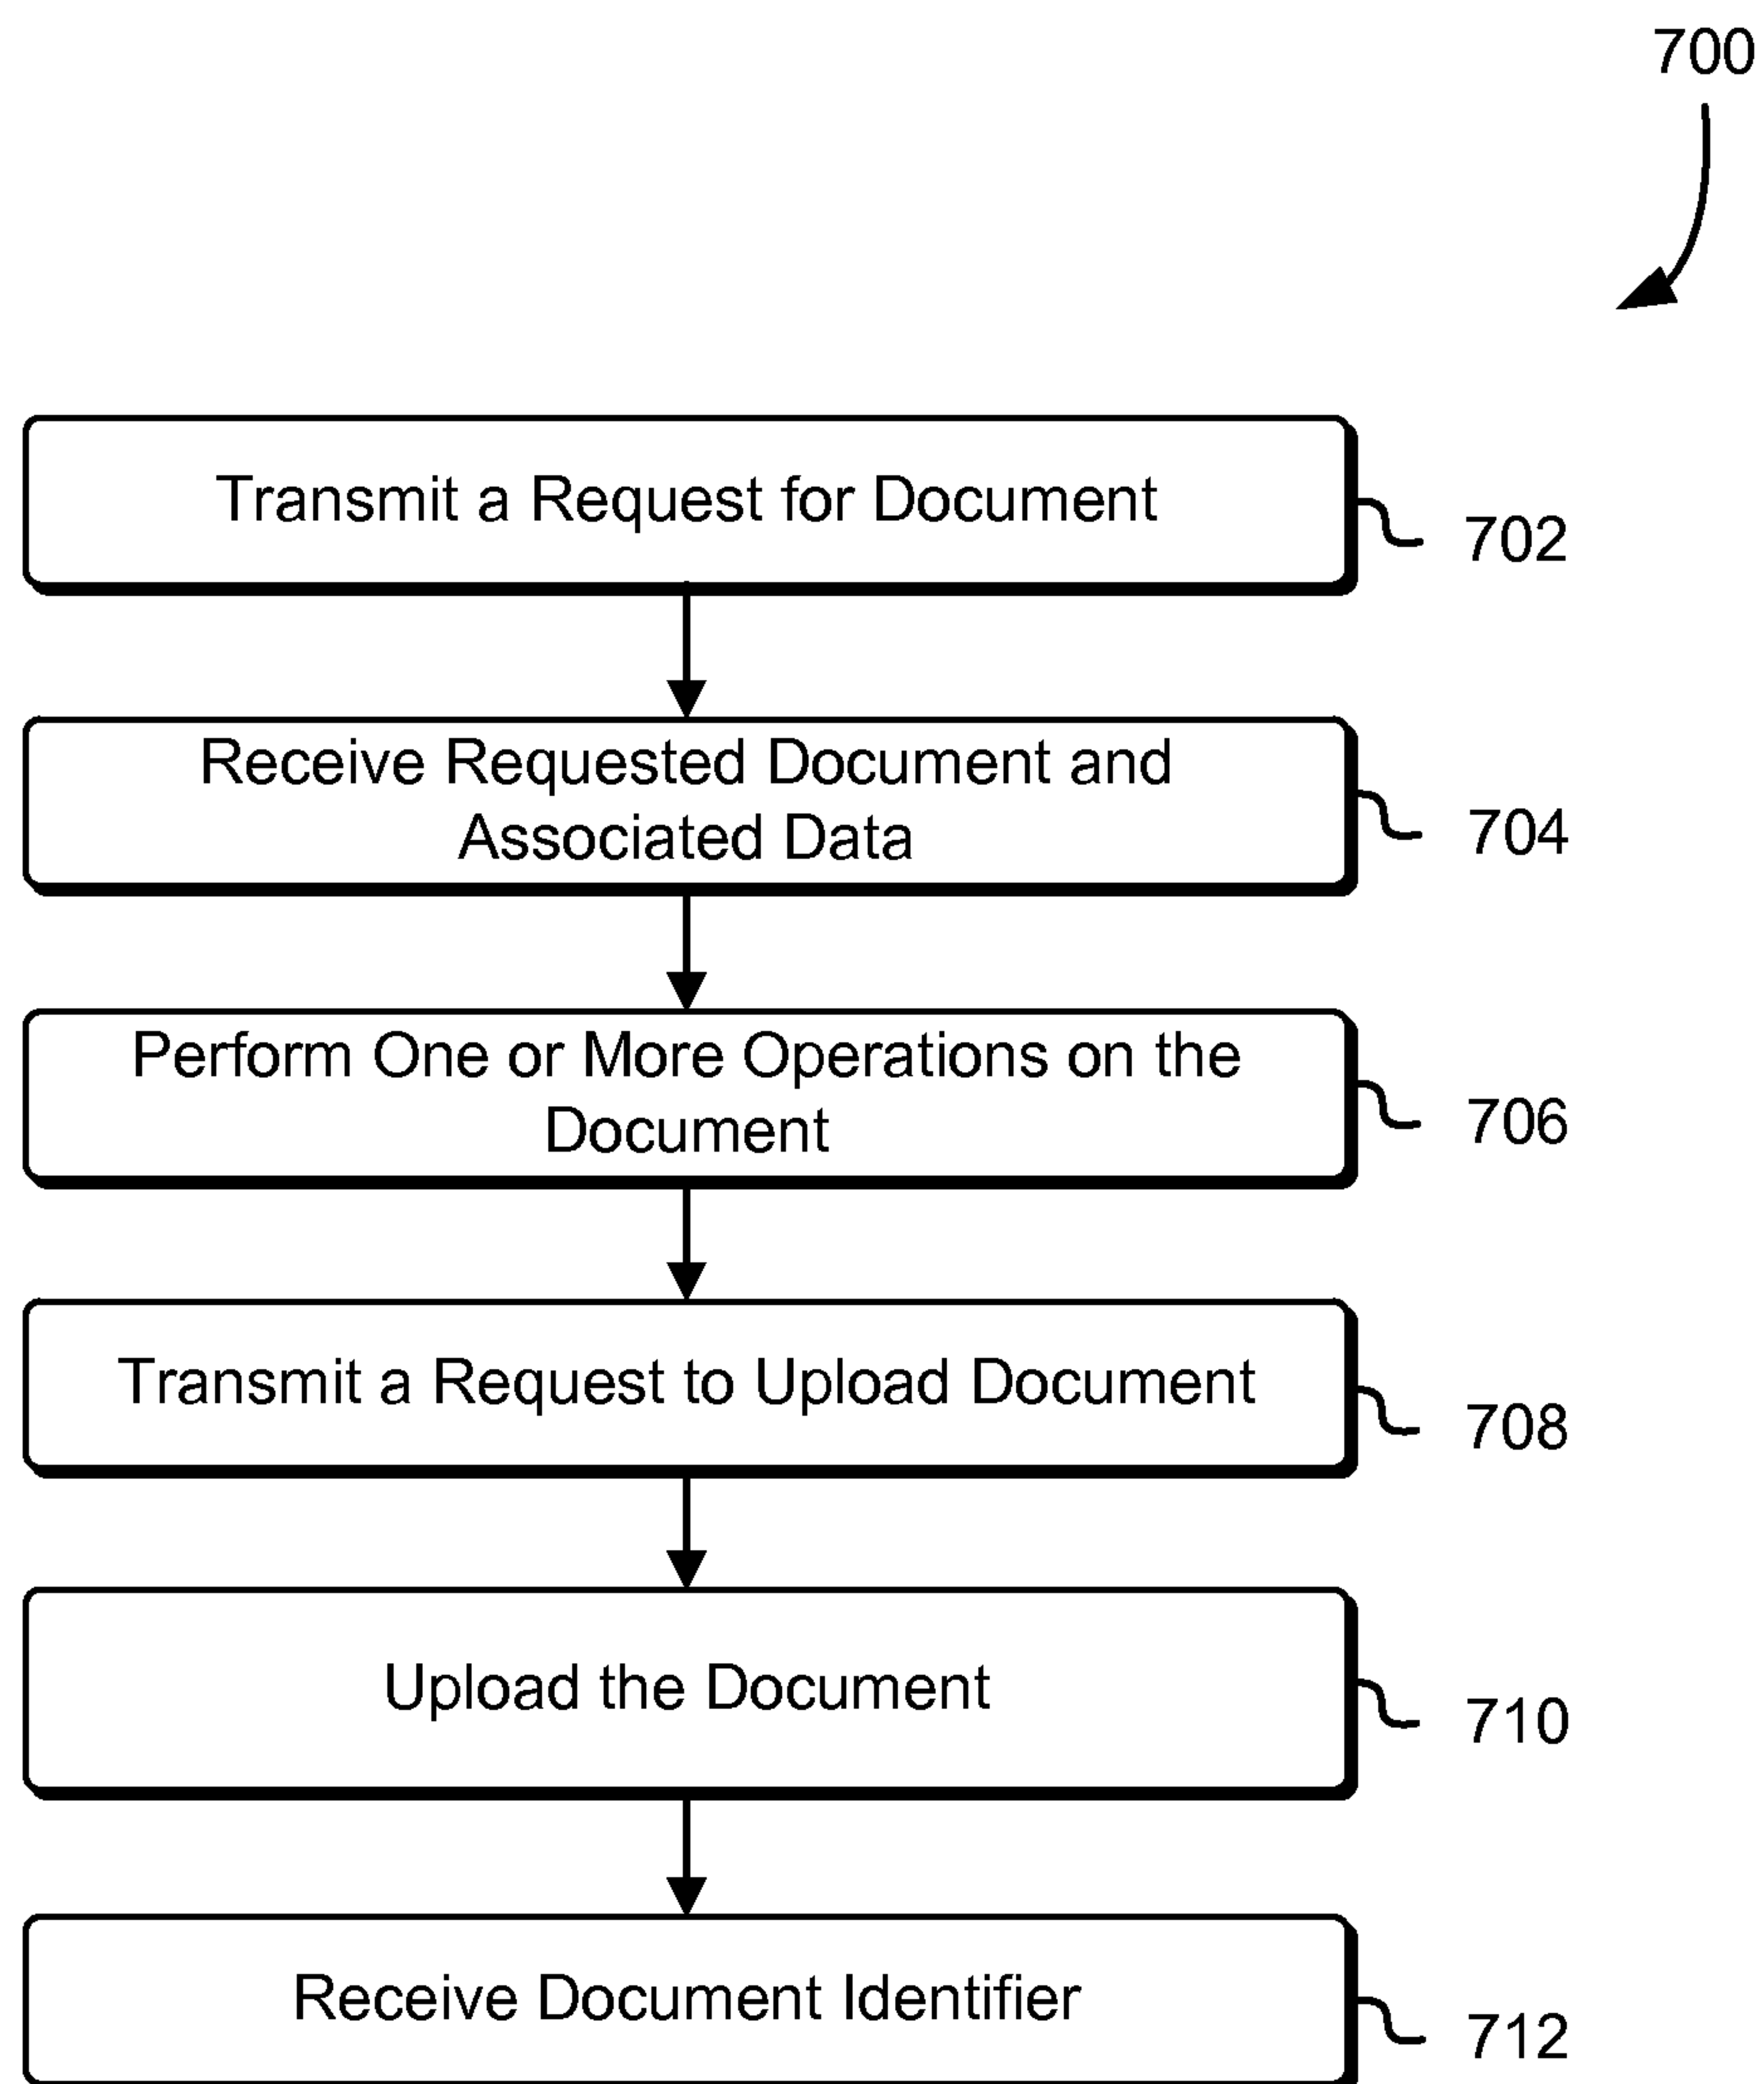 700
Transmit a Request for Document
702
Receive Requested Document and
Associated Data
704
Perform One or More Operations on the
Document
706
Transmit a Request to Upload Document
708
Upload the Document
710
Receive Document Identifier
712